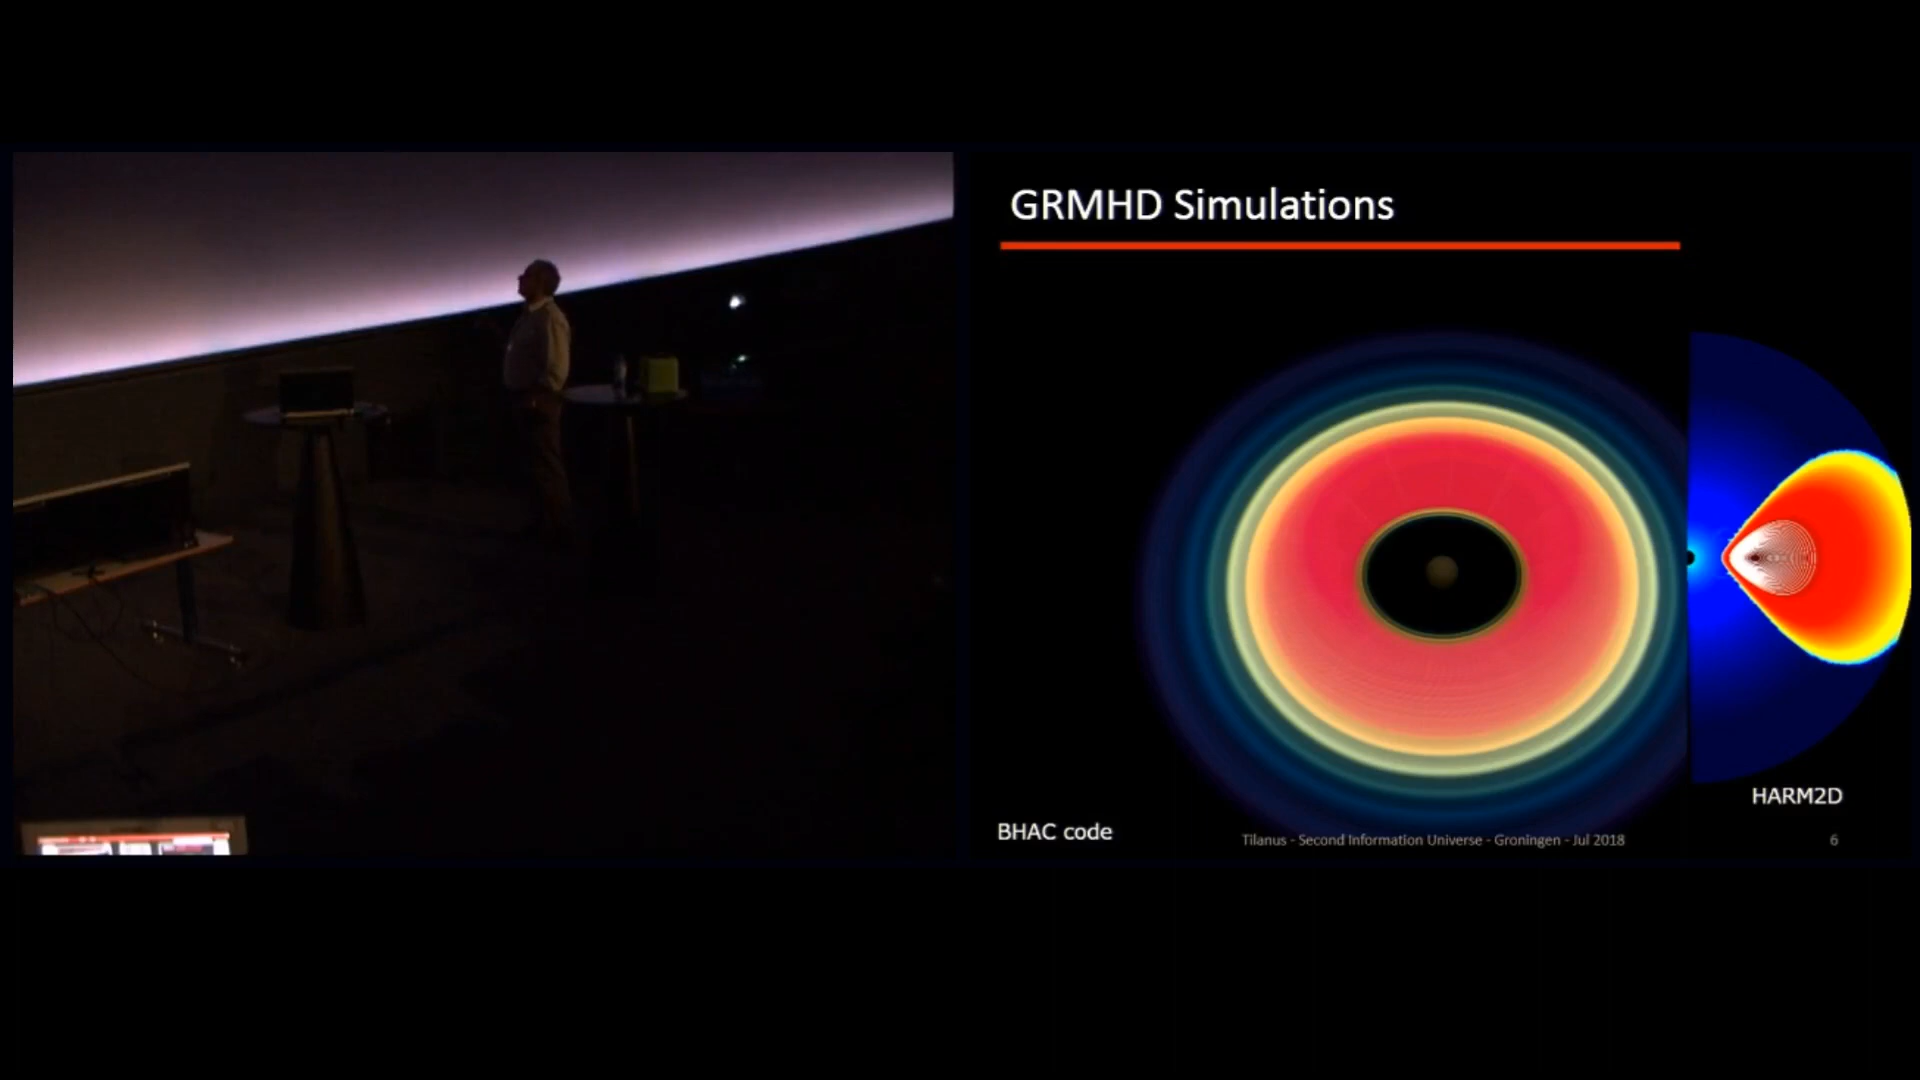 GRMHD Simulations
HARM2D
BHAC code
Tilanus - Second Information Universe - Groningen - Jul 2018
6